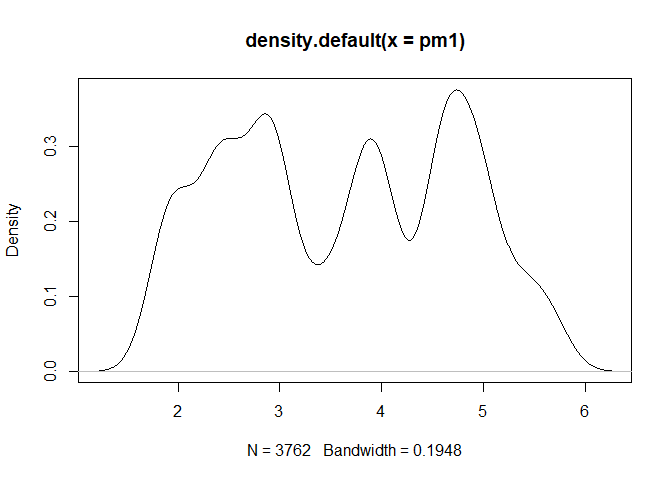 density.default(x = pm1)
Density
0.0
0.1
0.2
0.3
2 3 4 5 6
N = 3762 Bandwidth = 0.1948